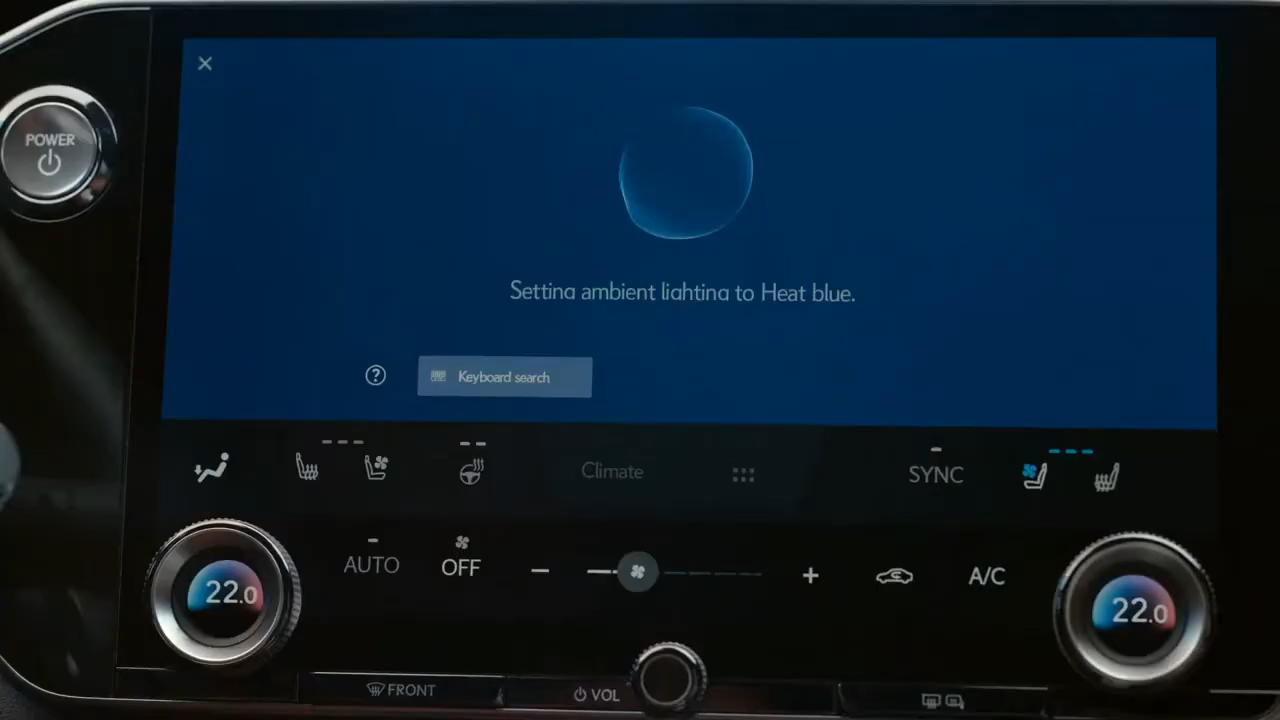 POWER
Setting ambient lighting to Heat blue.
?
Keyboard search
Climate
SYNC
AUTO
OFF
A/C
22.0
22.0
FRONT
VOL